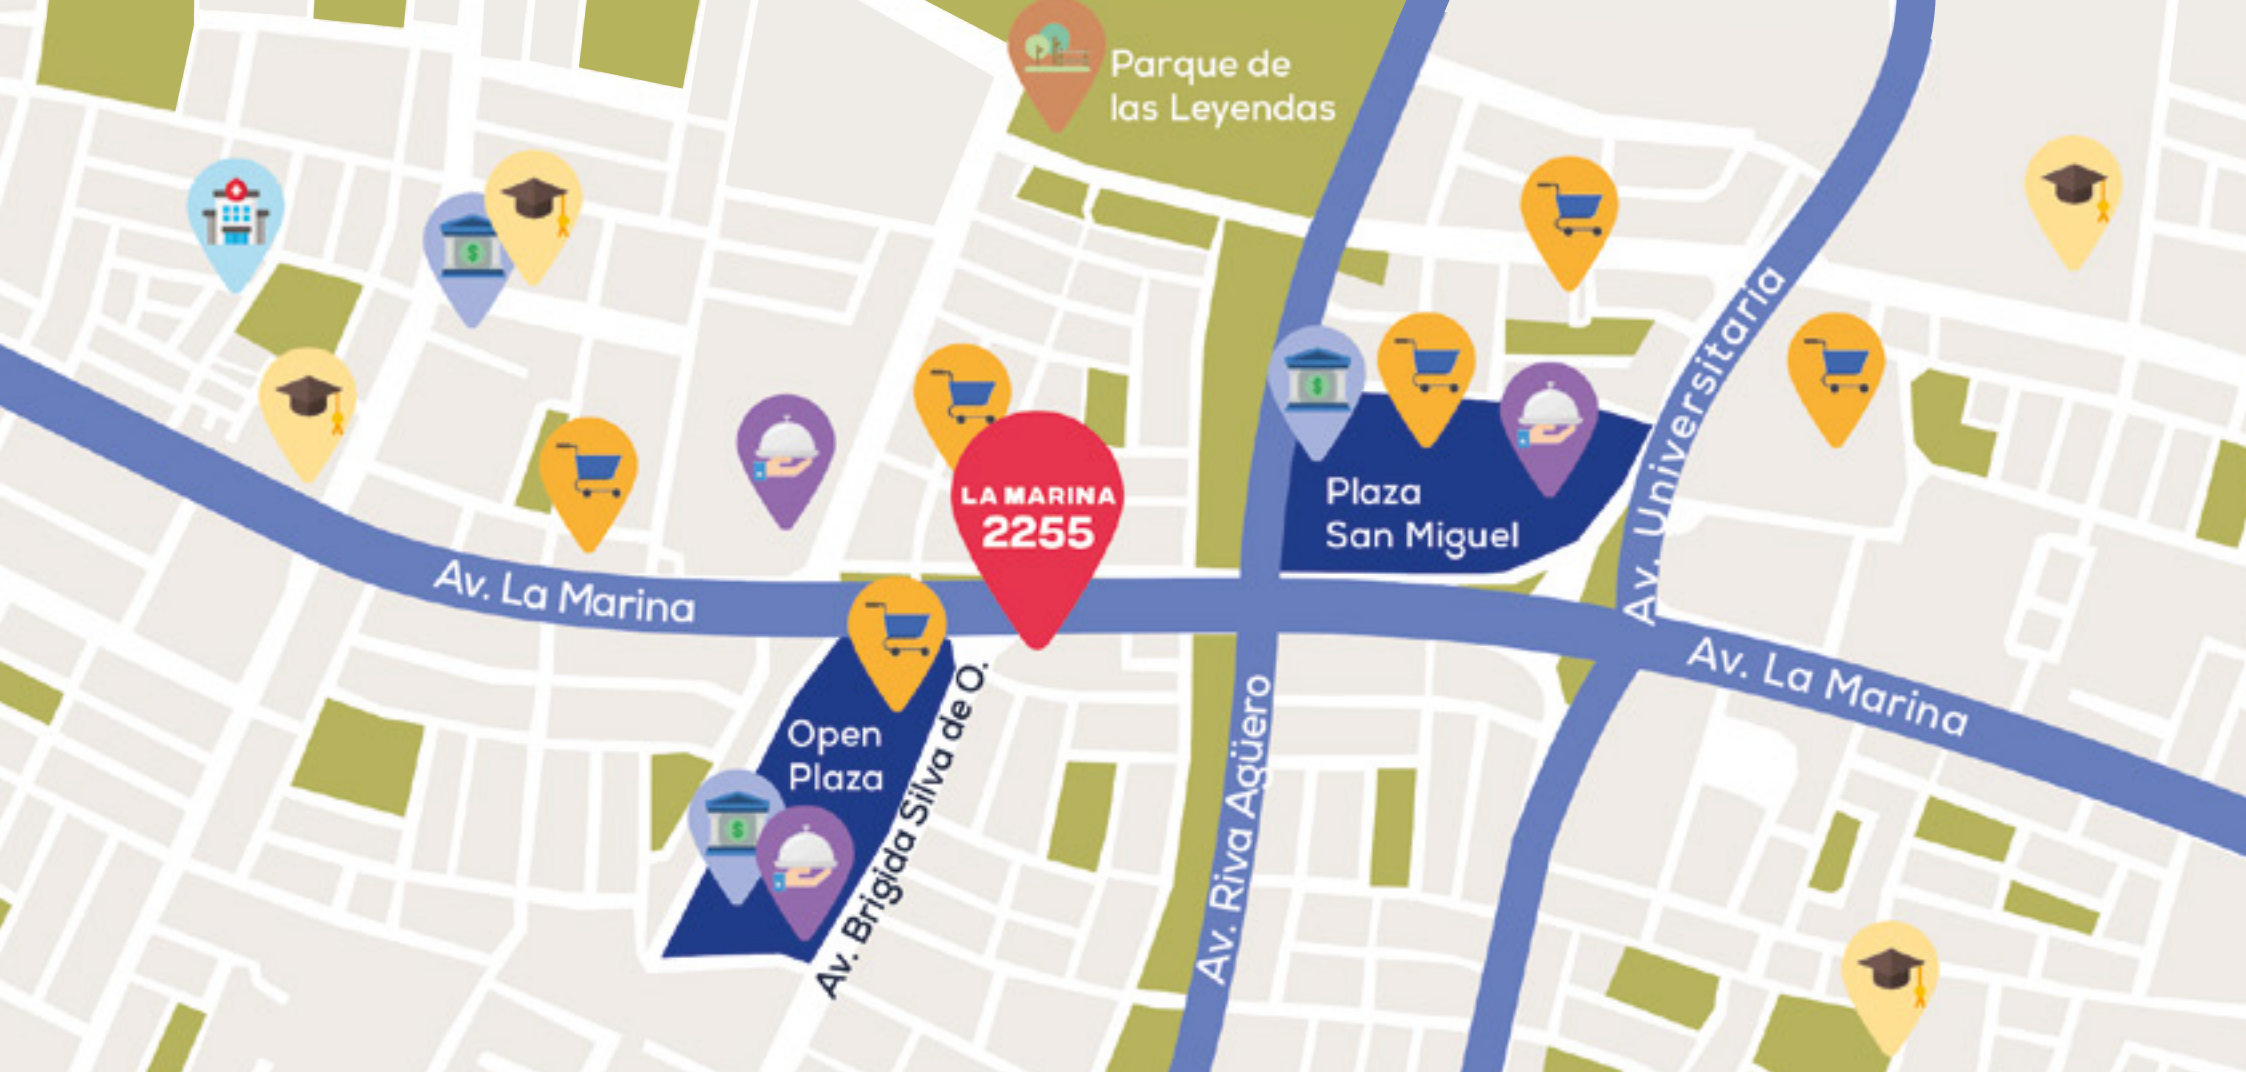 Parque de
las Leyendas
Av. Universitaria
LA MARINA
2255
Plaza
San Miguel
Av. La Marina
Av. La Marina
Open
Plaza
Av. Brigida Silva de O.
Av. Riva Agüero